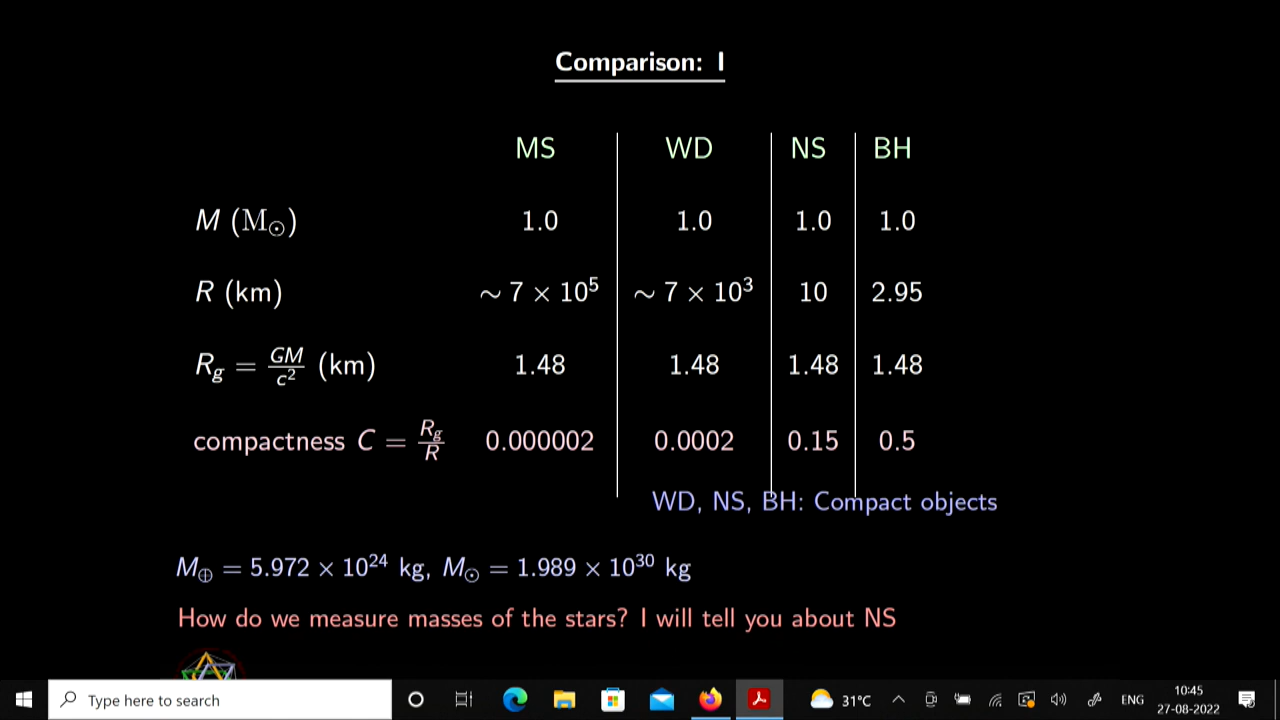 Comparison: I
MS WD NS BH
M (M⊙) 1.0 1.0 1.0 1.0
R (km) ∼ 7 × 10⁵ ∼ 7 × 10³ 10 2.95
R_g = GM/c² (km) 1.48 1.48 1.48 1.48
compactness C = R_g/R 0.000002 0.0002 0.15 0.5
WD, NS, BH: Compact objects
M⊕ = 5.972 × 10²⁴ kg, M⊙ = 1.989 × 10³⁰ kg
How do we measure masses of the stars? I will tell you about NS
Type here to search
31°C
ENG
10:45
27-08-2022